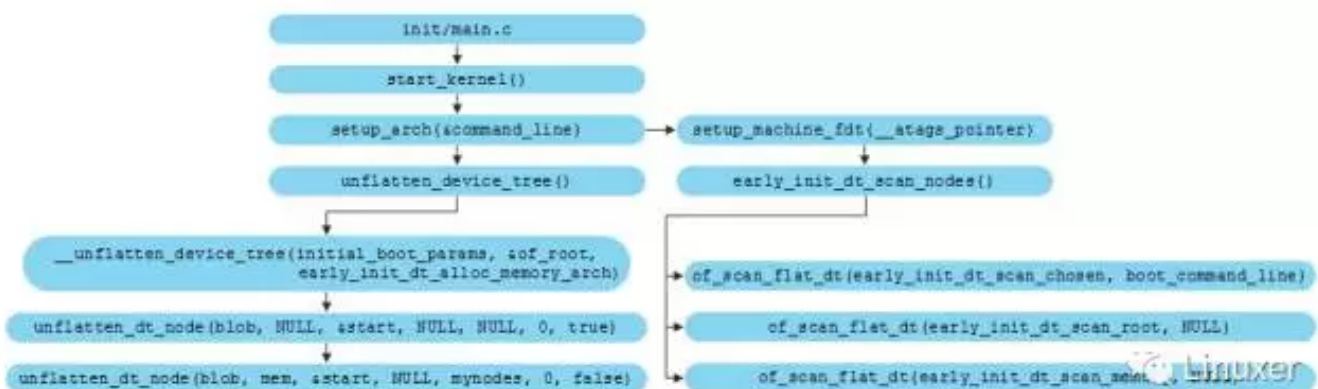 init/main.c
start_kernel()
setup_arch(&command_line)
setup_machine_fdt(__atags_pointer)
unflatten_device_tree()
early_init_dt_scan_nodes()
__unflatten_device_tree(initial_boot_params, &of_root,
early_init_dt_alloc_memory_arch)
of_scan_flat_dt(early_init_dt_scan_chosen, boot_command_line)
unflatten_dt_node(blob, NULL, &start, NULL, NULL, 0, true)
of_scan_flat_dt(early_init_dt_scan_root, NULL)
unflatten_dt_node(blob, mem, &start, NULL, mynodes, 0, false)
Linuxer